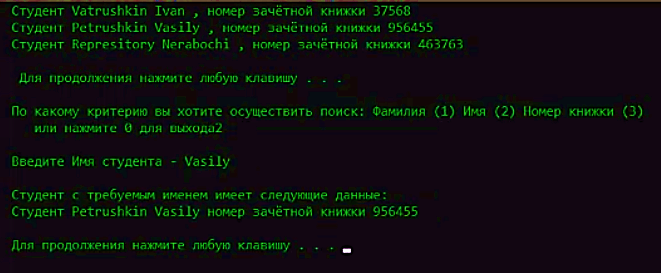 Студент Vatrushkin Ivan , номер зачётной книжки 37568
Студент Petrushkin Vasily , номер зачётной книжки 956455
Студент Represitory Nerabochi , номер зачётной книжки 463763
Для продолжения нажмите любую клавишу . . .
По какому критерию вы хотите осуществить поиск: Фамилия (1) Имя (2) Номер книжки (3)
или нажмите 0 для выхода2
Введите Имя студента - Vasily
Студент с требуемым именем имеет следующие данные:
Студент Petrushkin Vasily номер зачётной книжки 956455
Для продолжения нажмите любую клавишу . . .